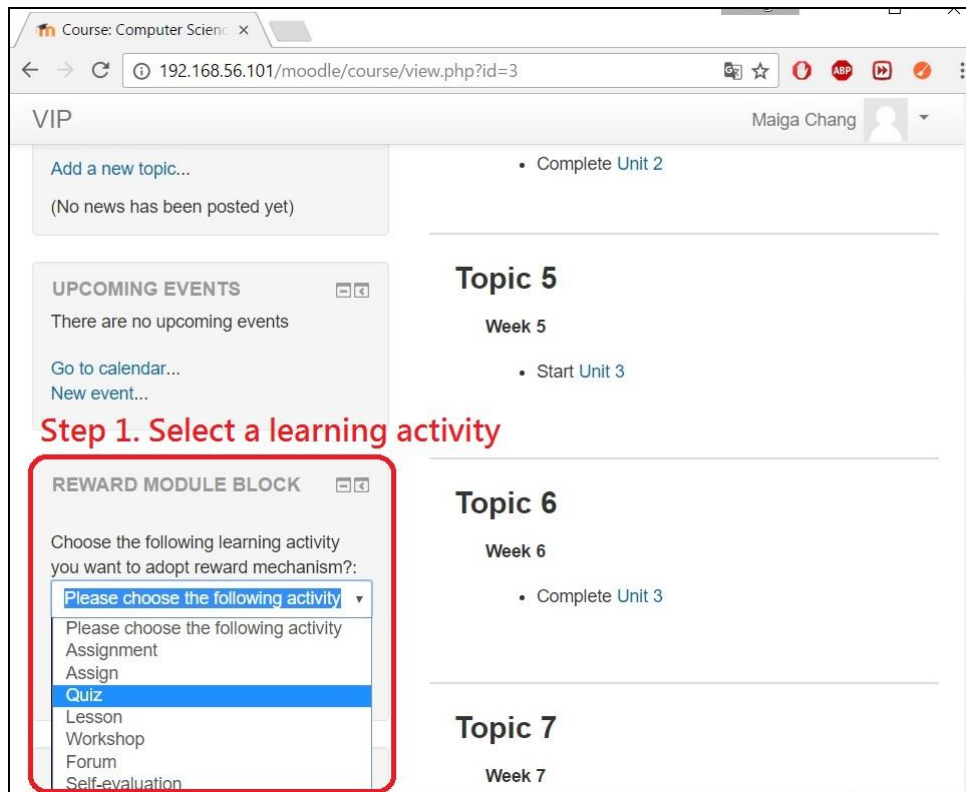 Course: Computer Scienc
192.168.56.101/moodle/course/view.php?id=3
ABP
VIP
Maiga Chang
Add a new topic...
(No news has been posted yet)
UPCOMING EVENTS
There are no upcoming events
Go to calendar...
New event...
Step 1. Select a learning activity
REWARD MODULE BLOCK
Choose the following learning activity
you want to adopt reward mechanism?:
Please choose the following activity
Please choose the following activity
Assignment
Assign
Quiz
Lesson
Workshop
Forum
Self-evaluation
Complete Unit 2
Topic 5
Week 5
Start Unit 3
Topic 6
Week 6
Complete Unit 3
Topic 7
Week 7